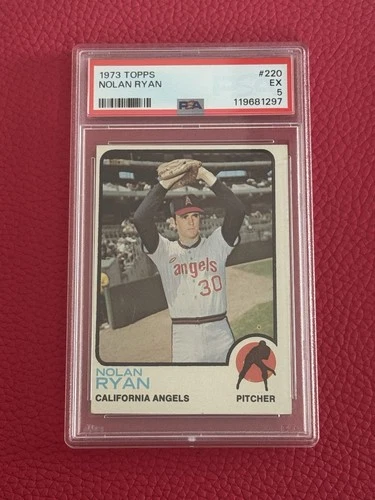 1973 TOPPS #220
NOLAN RYAN EX
5
PSA 119681297
A
angels
30
NOLAN
RYAN
CALIFORNIA ANGELS PITCHER